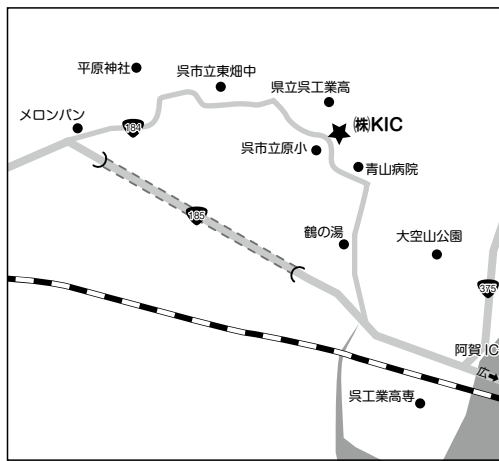 平原神社
呉市立東畑中
県立呉工業高
メロンパン
184
㈱KIC
呉市立原小
青山病院
185
鶴の湯
大空山公園
375
阿賀 IC
広
呉工業高専